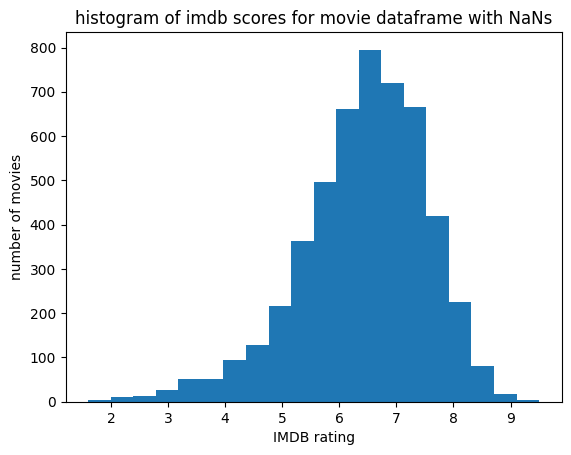 histogram of imdb scores for movie dataframe with NaNs
number of movies
800
700
600
500
400
300
200
100
0
2 3 4 5 6 7 8 9
IMDB rating